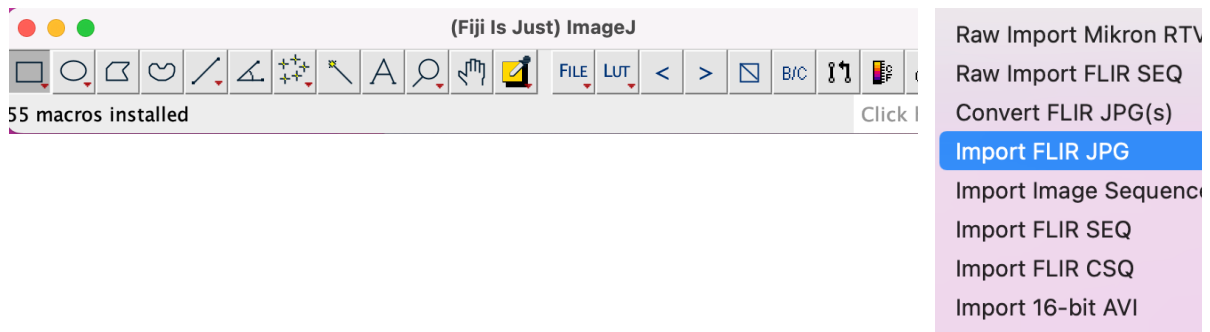 (Fiji Is Just) ImageJ
A FILE LUT < > B/C
55 macros installed
Click
Raw Import Mikron RTV
Raw Import FLIR SEQ
Convert FLIR JPG(s)
Import FLIR JPG
Import Image Sequence
Import FLIR SEQ
Import FLIR CSQ
Import 16-bit AVI